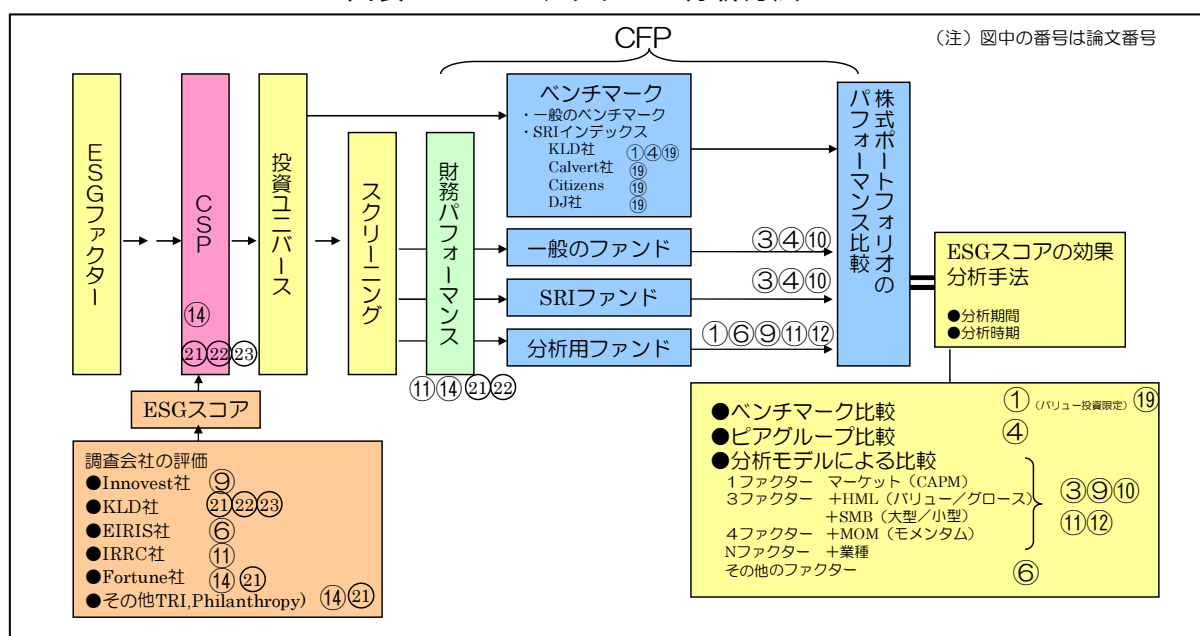 CFP
(注)図中の番号は論文番号
ESGファクター
CSP
⑭
㉑㉒㉓
投資ユニバース
スクリーニング
財務パフォーマンス
⑪⑭㉑㉒
ベンチマーク
・一般のベンチマーク
・SRIインデックス
KLD社 ①④⑲
Calvert社 ⑲
Citizens ⑲
DJ社 ⑲
一般のファンド ③④⑩
SRIファンド ③④⑩
分析用ファンド ①⑥⑨⑪⑫
株式ポートフォリオの
パフォーマンス比較
ESGスコアの効果
分析手法
●分析期間
●分析時期
ESGスコア
調査会社の評価
●Innovest社 ⑨
●KLD社 ㉑㉒㉓
●EIRIS社 ⑥
●IRRC社 ⑪
●Fortune社 ⑭㉑
●その他TRI,Philanthropy) ⑭㉑
●ベンチマーク比較 ①(バリュー投資限定)⑲
●ピアグループ比較 ④
●分析モデルによる比較
1ファクター マーケット(CAPM)
3ファクター +HML(バリュー/グロース)
+SMB(大型/小型)
4ファクター +MOM(モメンタム)
Nファクター +業種
③⑨⑩
⑪⑫
その他のファクター ⑥